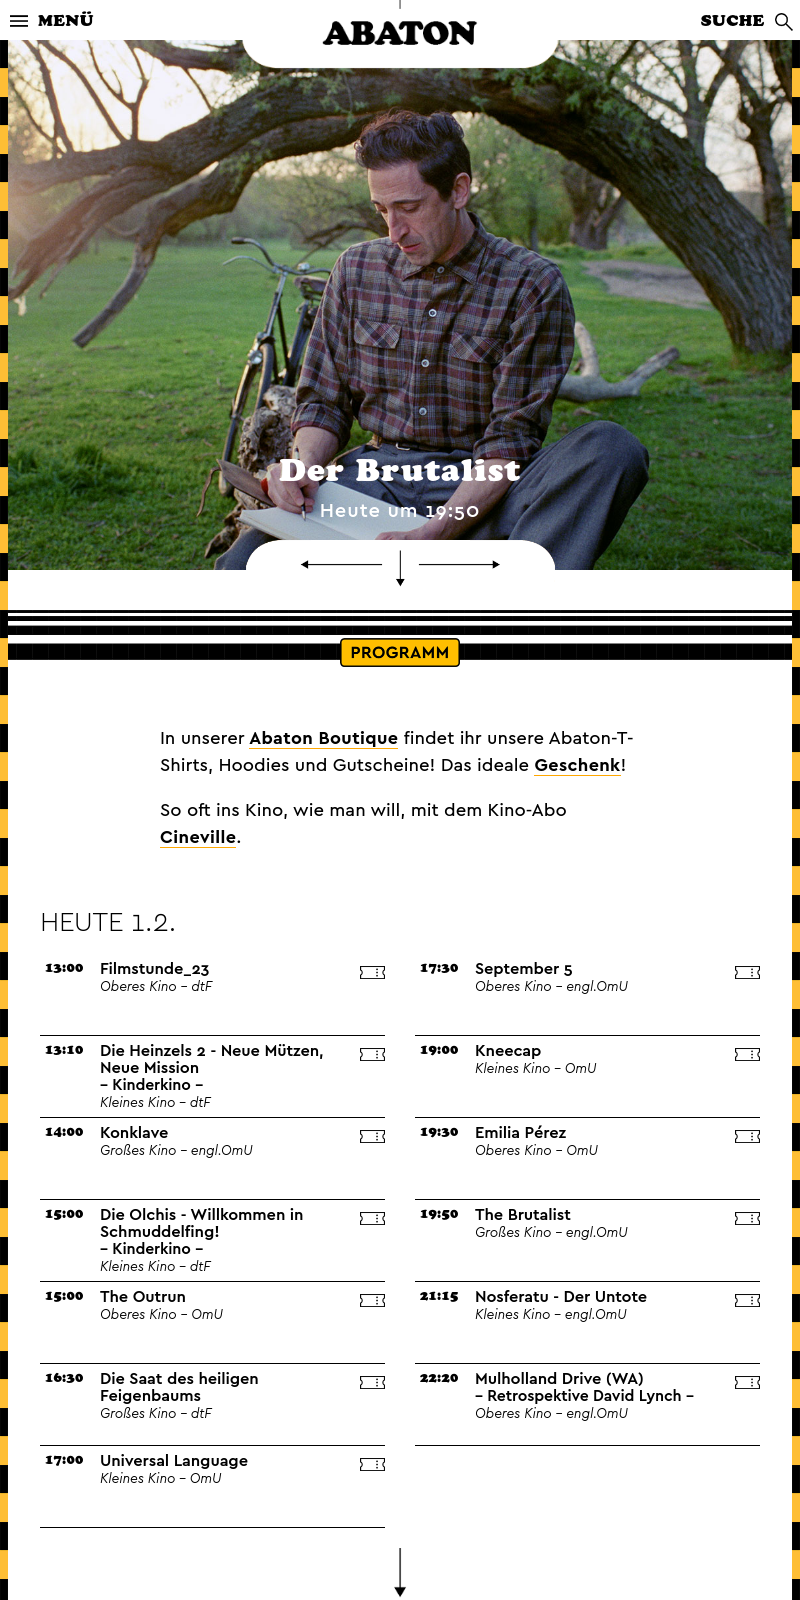 MENÜ
ABATON
SUCHE
Der Brutalist
Heute um 19:50
PROGRAMM
In unserer Abaton Boutique findet ihr unsere Abaton-T-
Shirts, Hoodies und Gutscheine! Das ideale Geschenk!
So oft ins Kino, wie man will, mit dem Kino-Abo
Cineville.
HEUTE 1.2.
13:00 Filmstunde_23
Oberes Kino – dtF
13:10 Die Heinzels 2 - Neue Mützen,
Neue Mission
– Kinderkino –
Kleines Kino – dtF
14:00 Konklave
Großes Kino – engl.OmU
15:00 Die Olchis - Willkommen in
Schmuddelfing!
– Kinderkino –
Kleines Kino – dtF
15:00 The Outrun
Oberes Kino – OmU
16:30 Die Saat des heiligen
Feigenbaums
Großes Kino – dtF
17:00 Universal Language
Kleines Kino – OmU
17:30 September 5
Oberes Kino – engl.OmU
19:00 Kneecap
Kleines Kino – OmU
19:30 Emilia Pérez
Oberes Kino – OmU
19:50 The Brutalist
Großes Kino – engl.OmU
21:15 Nosferatu - Der Untote
Kleines Kino – engl.OmU
22:20 Mulholland Drive (WA)
– Retrospektive David Lynch –
Oberes Kino – engl.OmU